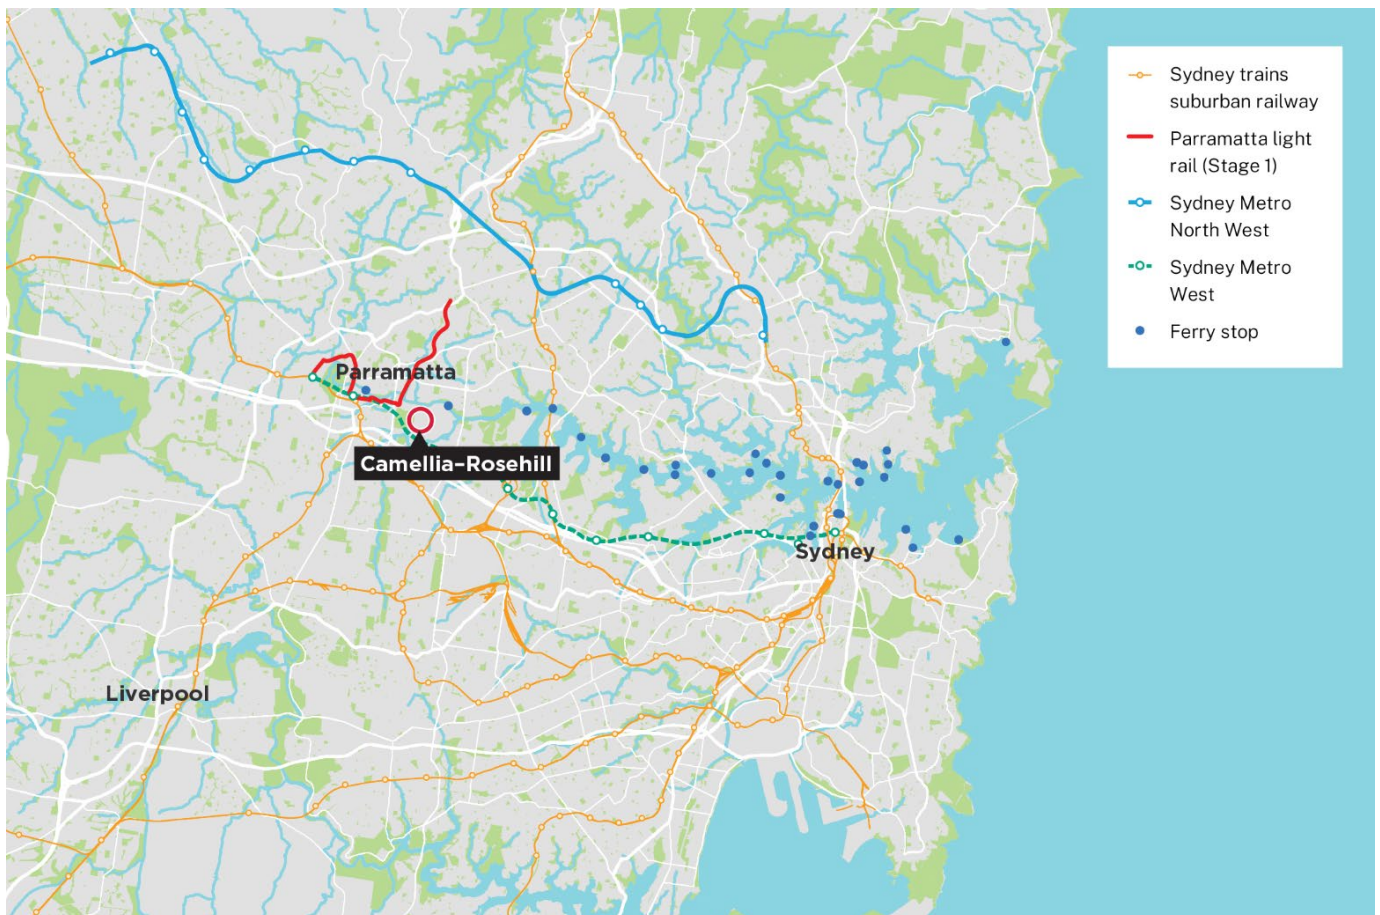 Sydney trains
suburban railway
Parramatta light
rail (Stage 1)
Sydney Metro
North West
Sydney Metro
West
Ferry stop
Parramatta
Camellia–Rosehill
Sydney
Liverpool